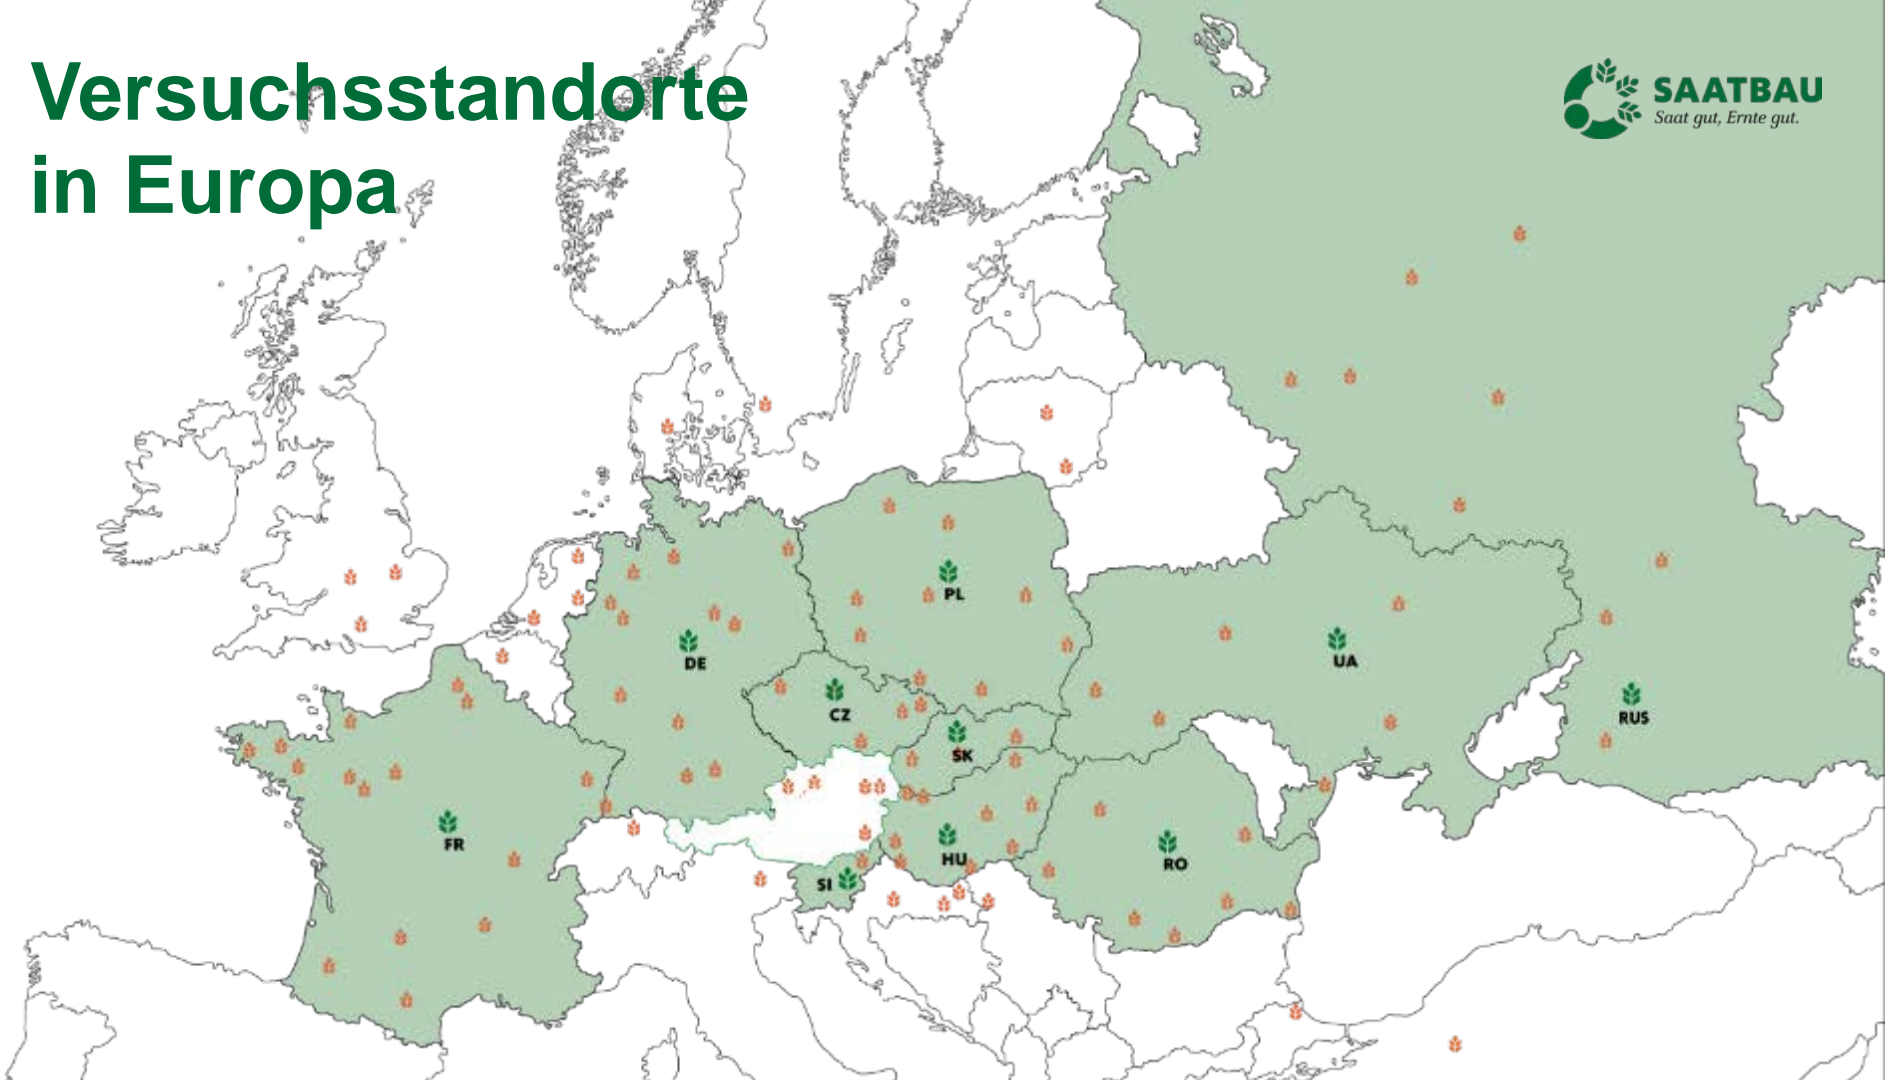 Versuchsstandorte
in Europa
SAATBAU
Saat gut, Ernte gut.
PL
DE
UA
CZ
RUS
SK
FR
HU
RO
SI